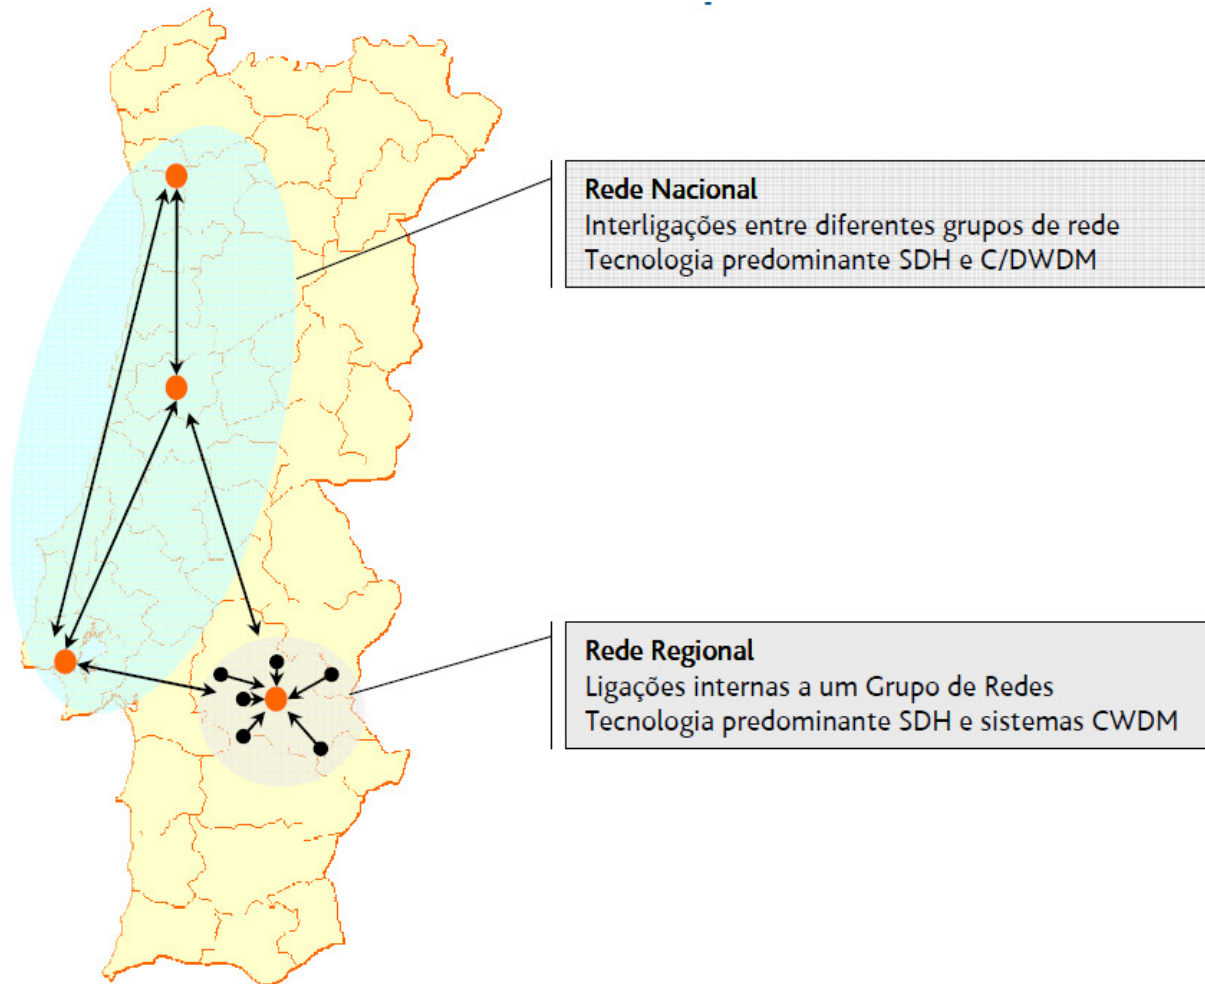 Rede Nacional
Interligações entre diferentes grupos de rede
Tecnologia predominante SDH e C/DWDM
Rede Regional
Ligações internas a um Grupo de Redes
Tecnologia predominante SDH e sistemas CWDM